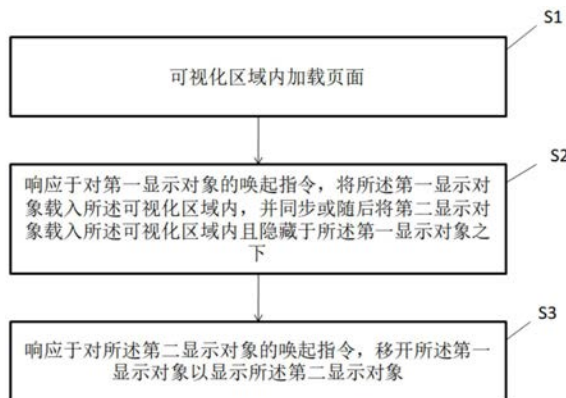 S1
可视化区域内加载页面
S2
响应于对第一显示对象的唤起指令，将所述第一显示对
象载入所述可视化区域内，并同步或随后将第二显示对
象载入所述可视化区域内且隐藏于所述第一显示对象之
下
S3
响应于对所述第二显示对象的唤起指令，移开所述第一
显示对象以显示所述第二显示对象